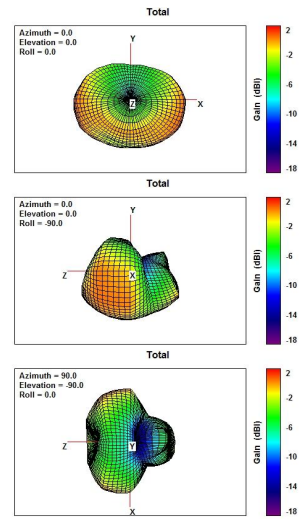 Total
Azimuth = 0.0
Elevation = 0.0
Roll = 0.0
Y
Z
X
2
-2
-6
-10
-14
-18
Gain (dBi)
Total
Azimuth = 0.0
Elevation = 0.0
Roll = -90.0
Y
Z
X
2
-2
-6
-10
-14
-18
Gain (dBi)
Total
Azimuth = 90.0
Elevation = -90.0
Roll = 0.0
Z
Y
X
2
-2
-6
-10
-14
-18
Gain (dBi)